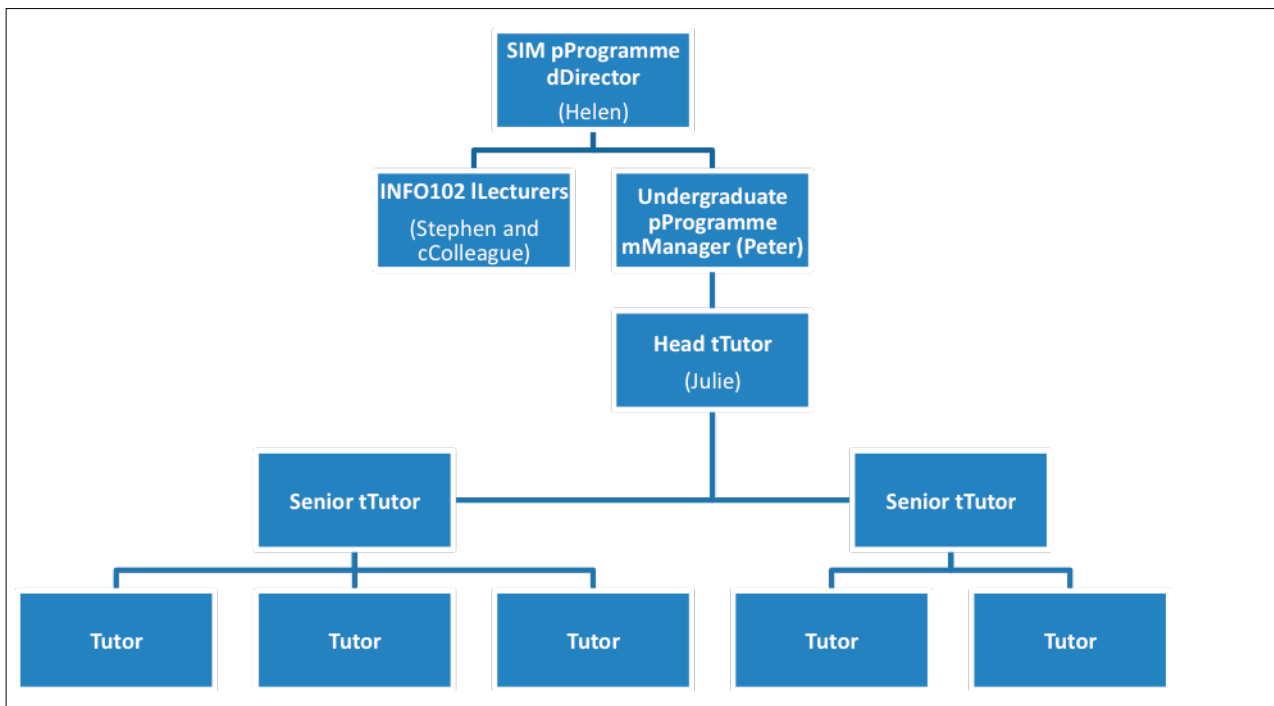 SIM pProgramme
dDirector
(Helen)
INFO102 lLecturers
(Stephen and
cColleague)
Undergraduate
pProgramme
mManager (Peter)
Head tTutor
(Julie)
Senior tTutor
Senior tTutor
Tutor
Tutor
Tutor
Tutor
Tutor